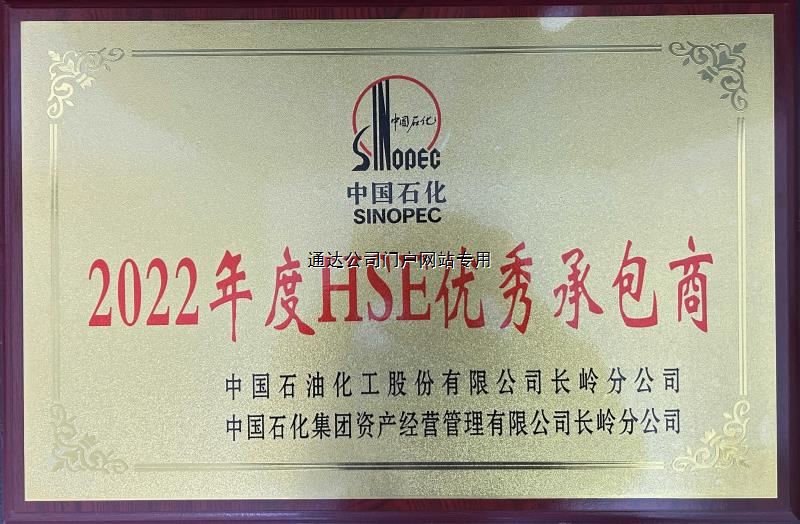 中国石化
SINOPEC
中国石化
SINOPEC
通达公司门户网站专用
2022年度HSE优秀承包商
中国石油化工股份有限公司长岭分公司
中国石化集团资产经营管理有限公司长岭分公司